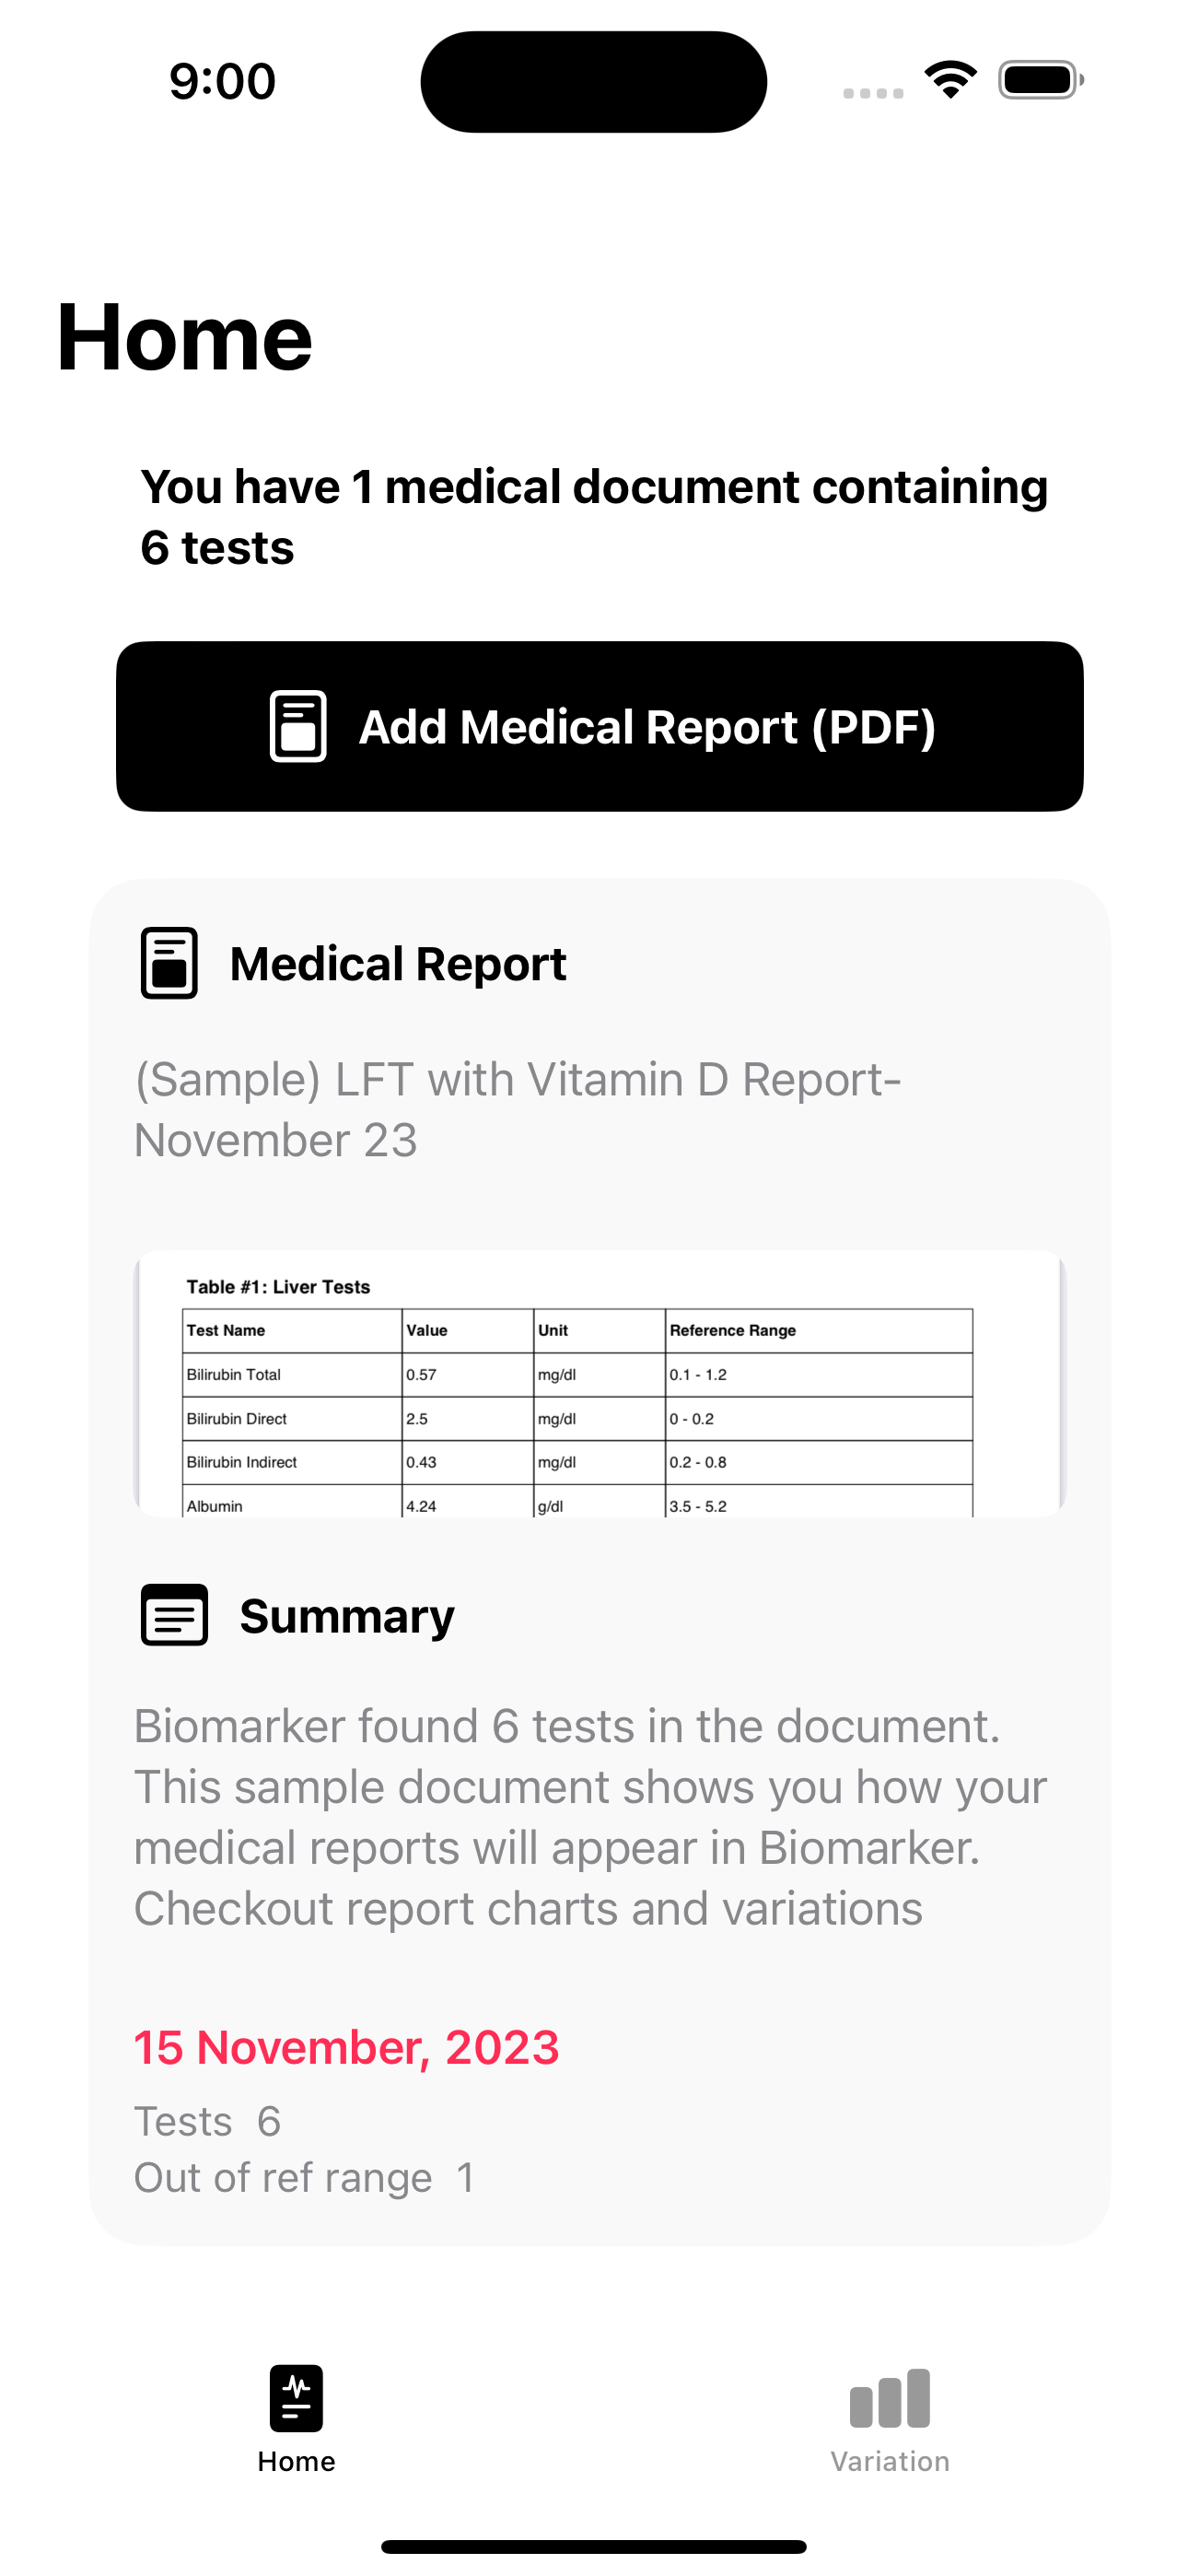 9:00
Home
You have 1 medical document containing
6 tests
Add Medical Report (PDF)
Medical Report
(Sample) LFT with Vitamin D Report-
November 23
Table #1: Liver Tests
Test Name Value Unit Reference Range
Bilirubin Total 0.57 mg/dl 0.1 - 1.2
Bilirubin Direct 2.5 mg/dl 0 - 0.2
Bilirubin Indirect 0.43 mg/dl 0.2 - 0.8
Albumin 4.24 g/dl 3.5 - 5.2
Summary
Biomarker found 6 tests in the document.
This sample document shows you how your
medical reports will appear in Biomarker.
Checkout report charts and variations
15 November, 2023
Tests 6
Out of ref range 1
Home Variation